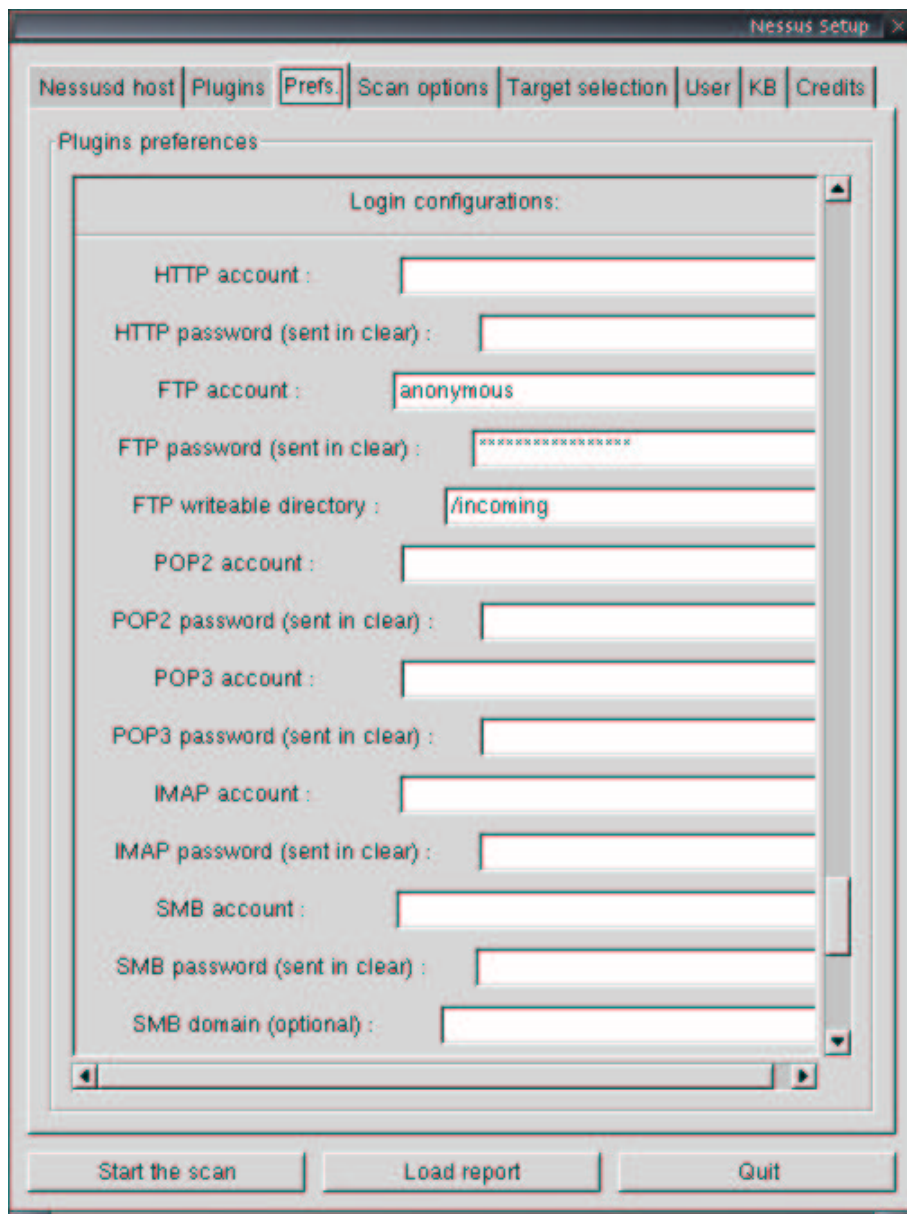 Nessus Setup
Nessusd host Plugins Prefs. Scan options Target selection User KB Credits
Plugins preferences
Login configurations:
HTTP account :
HTTP password (sent in clear) :
FTP account : anonymous
FTP password (sent in clear) : *****************
FTP writeable directory : /incoming
POP2 account :
POP2 password (sent in clear) :
POP3 account :
POP3 password (sent in clear) :
IMAP account :
IMAP password (sent in clear) :
SMB account :
SMB password (sent in clear) :
SMB domain (optional) :
Start the scan Load report Quit